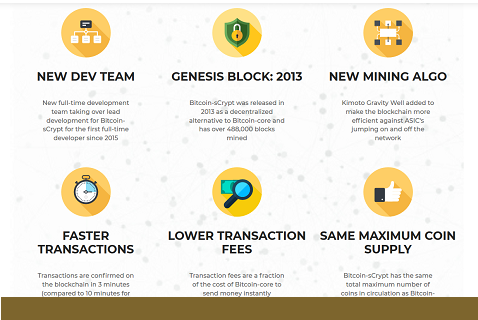 NEW DEV TEAM
New full-time development
team taking over lead
development for Bitcoin-
sCrypt for the first full-time
developer since 2015
GENESIS BLOCK: 2013
Bitcoin-sCrypt was released in
2013 as a decentralized
alternative to Bitcoin-core and
has over 488,000 blocks
mined
NEW MINING ALGO
Kimoto Gravity Well added to
make the blockchain more
efficient against ASIC's
jumping on and off the
network
FASTER
TRANSACTIONS
Transactions are confirmed on
the blockchain in 3 minutes
(compared to 10 minutes for
LOWER TRANSACTION
FEES
Transaction fees are a fraction
of the cost of Bitcoin-core to
send money instantly
SAME MAXIMUM COIN
SUPPLY
Bitcoin-sCrypt has the same
total maximum number of
coins in circulation as Bitcoin-